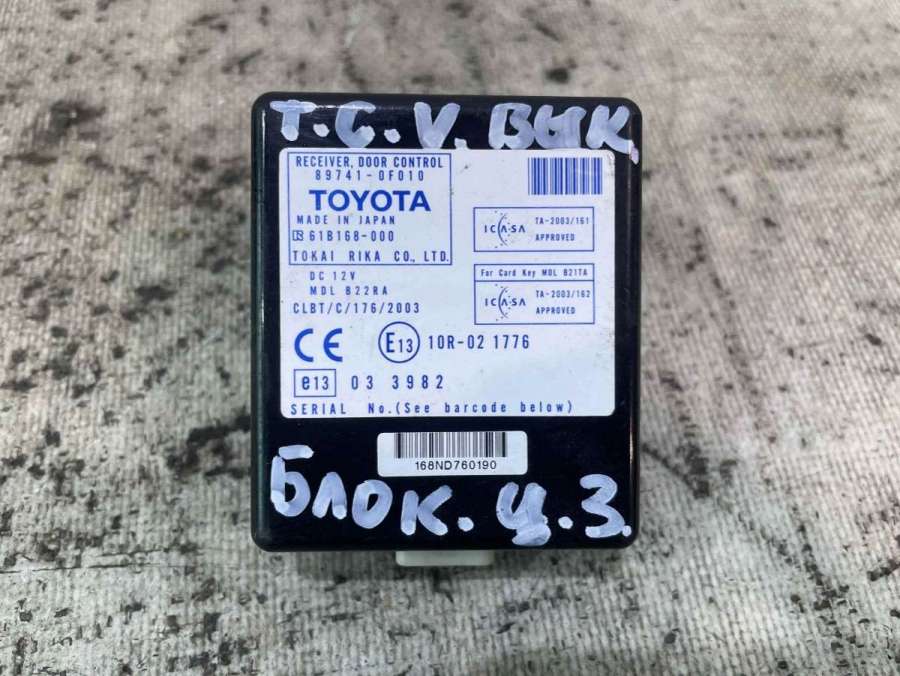 T.C.V. ВЫК.
RECEIVER, DOOR CONTROL
89741-0F010
TOYOTA
MADE IN JAPAN
R 61B168-000
TOKAI RIKA CO., LTD.
DC 12V
MDL B22RA
CLBT/C/176/2003
ICASA TA-2003/161
APPROVED
For Card Key MDL B21TA
ICASA TA-2003/162
APPROVED
CE E13 10R-02 1776
e13 03 3982
SERIAL No.(See barcode below)
168ND760190
Блок. ц.з.